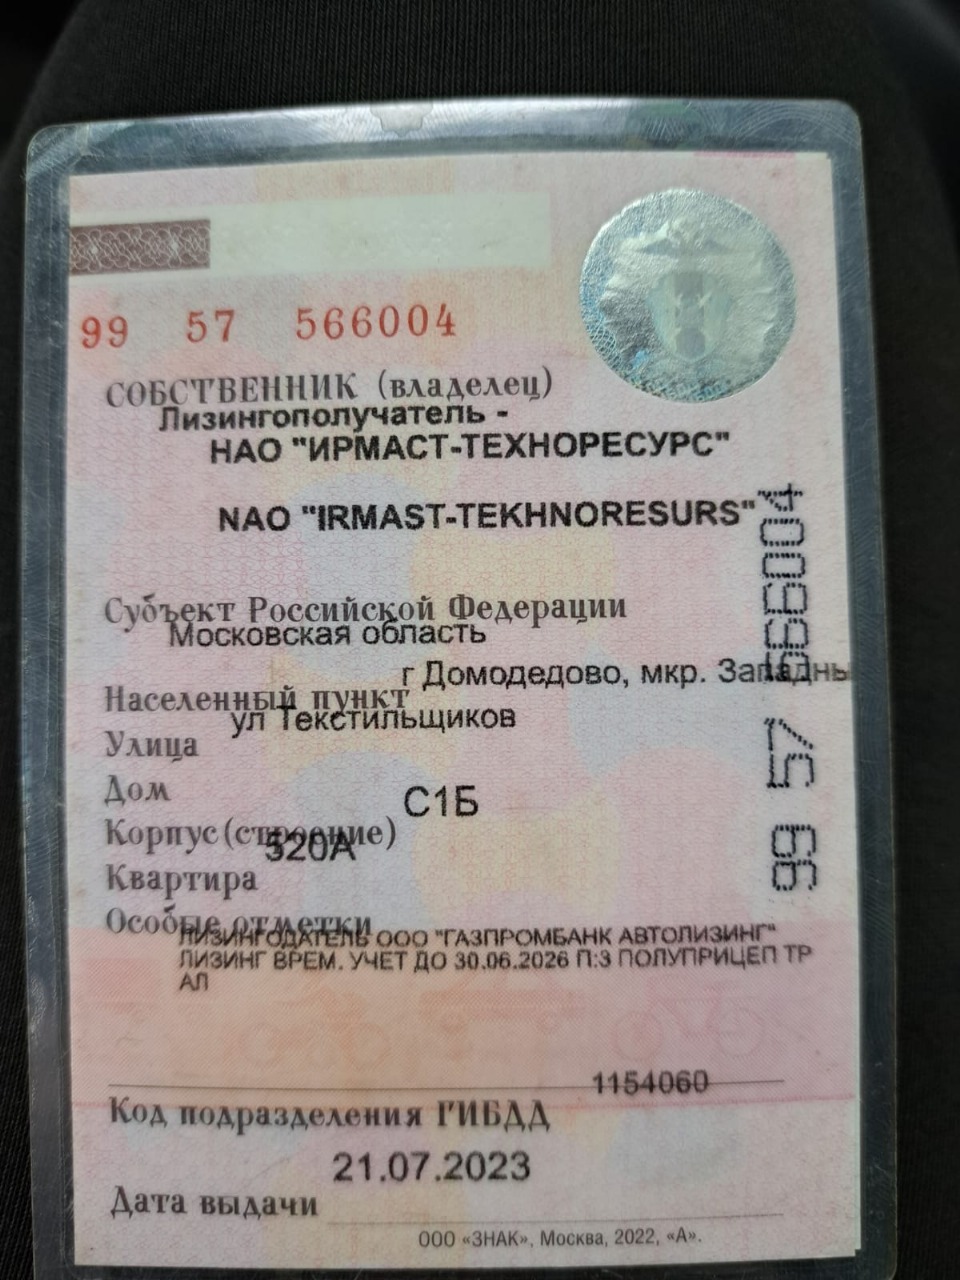 99 57 566004
СОБСТВЕННИК (владелец)
Лизингополучатель -
НАО "ИРМАСТ-ТЕХНОРЕСУРС"
NAO "IRMAST-TEKHNORESURS"
Субъект Российской Федерации
Московская область
г Домодедово, мкр. Западны
Населенный пункт
ул Текстильщиков
Улица
Дом
С1Б
Корпус (строение)
520А
Квартира
Особые отметки
ЛИЗИНГОДАТЕЛЬ ООО "ГАЗПРОМБАНК АВТОЛИЗИНГ"
ЛИЗИНГ ВРЕМ. УЧЕТ ДО 30.06.2026 П:3 ПОЛУПРИЦЕП ТР
АЛ
1154060
Код подразделения ГИБДД
21.07.2023
Дата выдачи
ООО «ЗНАК», Москва, 2022, «А».
99 57 566004